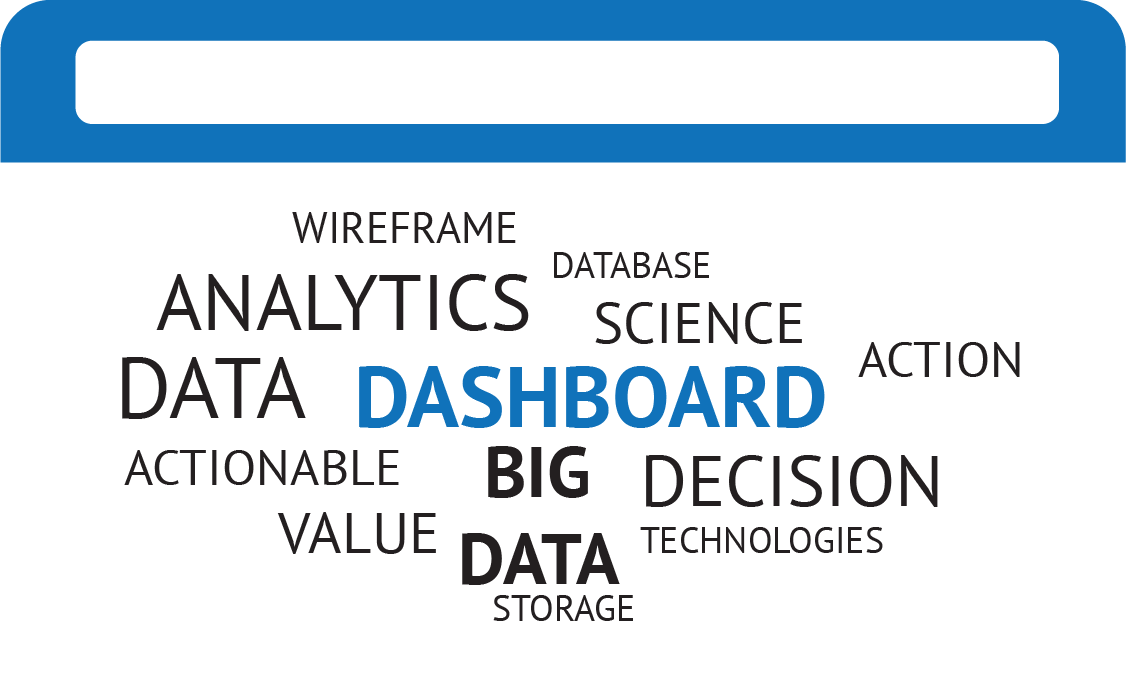 WIREFRAME
DATABASE
ANALYTICS
SCIENCE
ACTION
DATA
DASHBOARD
ACTIONABLE
BIG
DECISION
VALUE
DATA
TECHNOLOGIES
STORAGE